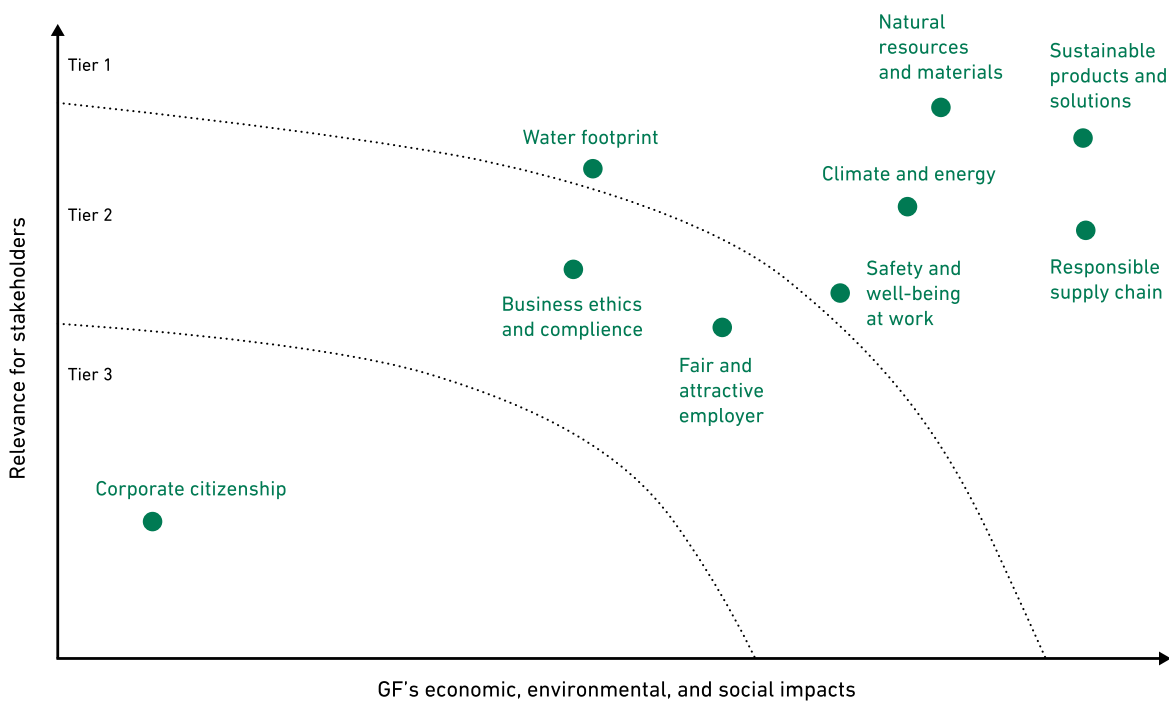 Natural
resources
and materials
Sustainable
products and
solutions
Tier 1
Water footprint
Climate and energy
Tier 2
Safety and
well-being
at work
Responsible
supply chain
Business ethics
and complience
Fair and
attractive
employer
Tier 3
Corporate citizenship
Relevance for stakeholders
GF's economic, environmental, and social impacts